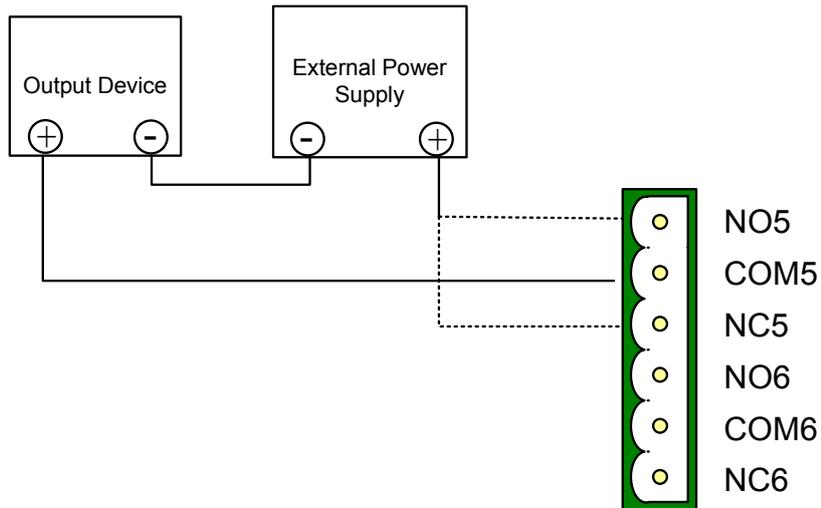 Output Device
External Power
Supply
+
-
-
+
NO5
COM5
NC5
NO6
COM6
NC6